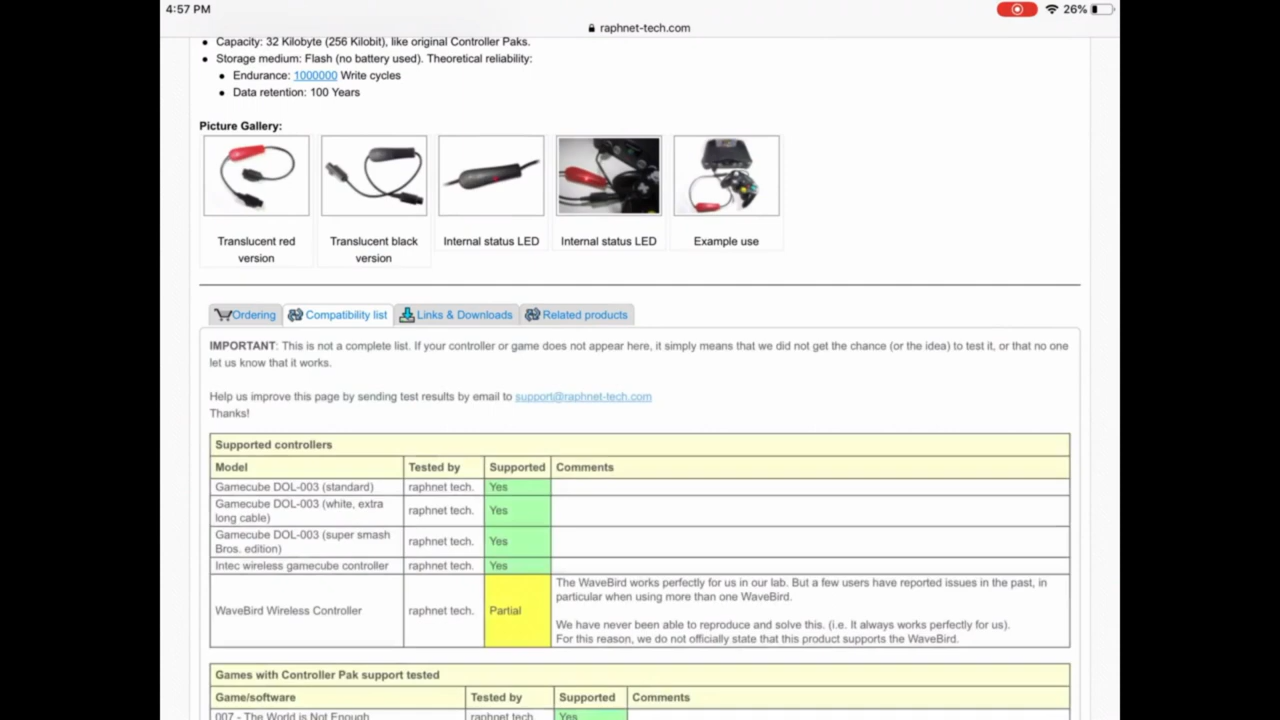 4:57 PM
26%
raphnet-tech.com
• Capacity: 32 Kilobyte (256 Kilobit), like original Controller Paks.
• Storage medium: Flash (no battery used). Theoretical reliability:
• Endurance: 1000000 Write cycles
• Data retention: 100 Years
Picture Gallery:
Translucent red version
Translucent black version
Internal status LED
Internal status LED
Example use
Ordering
Compatibility list
Links & Downloads
Related products
IMPORTANT: This is not a complete list. If your controller or game does not appear here, it simply means that we did not get the chance (or the idea) to test it, or that no one
let us know that it works.
Help us improve this page by sending test results by email to support@raphnet-tech.com
Thanks!
Supported controllers
Model Tested by Supported Comments
Gamecube DOL-003 (standard) raphnet tech. Yes
Gamecube DOL-003 (white, extra
long cable) raphnet tech. Yes
Gamecube DOL-003 (super smash
Bros. edition) raphnet tech. Yes
Intec wireless gamecube controller raphnet tech. Yes
WaveBird Wireless Controller raphnet tech. Partial
The WaveBird works perfectly for us in our lab. But a few users have reported issues in the past, in
particular when using more than one WaveBird.
We have never been able to reproduce and solve this. (i.e. It always works perfectly for us).
For this reason, we do not officially state that this product supports the WaveBird.
Games with Controller Pak support tested
Game/software Tested by Supported Comments
007 - The World is Not Enough raphnet tech. Yes